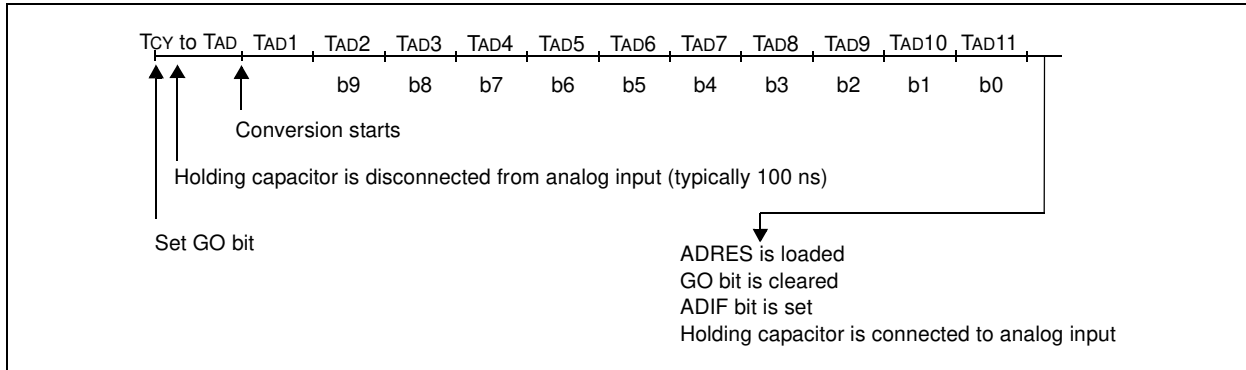 TCY to TAD TAD1 TAD2 TAD3 TAD4 TAD5 TAD6 TAD7 TAD8 TAD9 TAD10 TAD11
b9 b8 b7 b6 b5 b4 b3 b2 b1 b0
Conversion starts
Holding capacitor is disconnected from analog input (typically 100 ns)
Set GO bit
ADRES is loaded
GO bit is cleared
ADIF bit is set
Holding capacitor is connected to analog input